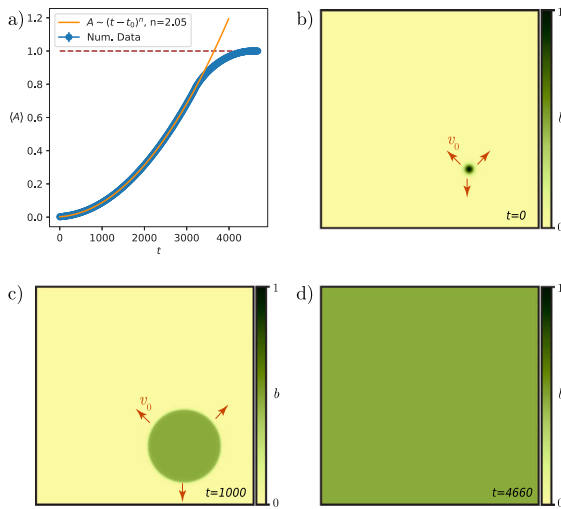 a)
A ~ (t − t₀)ⁿ, n=2.05
Num. Data
1.2
1.0
0.8
0.6
0.4
0.2
0.0
⟨A⟩
0 1000 2000 3000 4000
t
b)
v₀
t=0
1
0
c)
v₀
t=1000
1
b
0
d)
t=4660
1
0